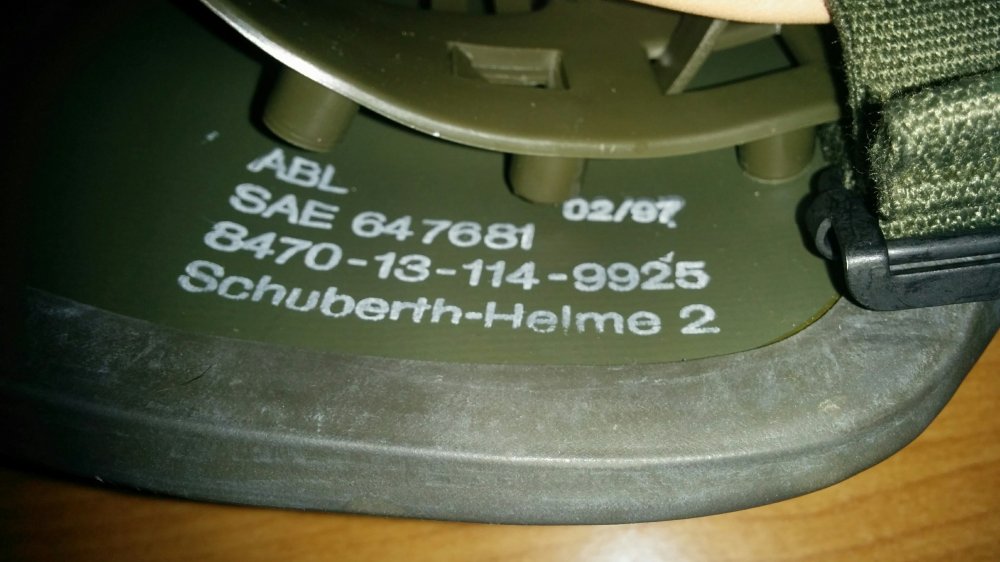 ABL
SAE 647681 02/97
8470-13-114-9925
Schuberth-Helme 2